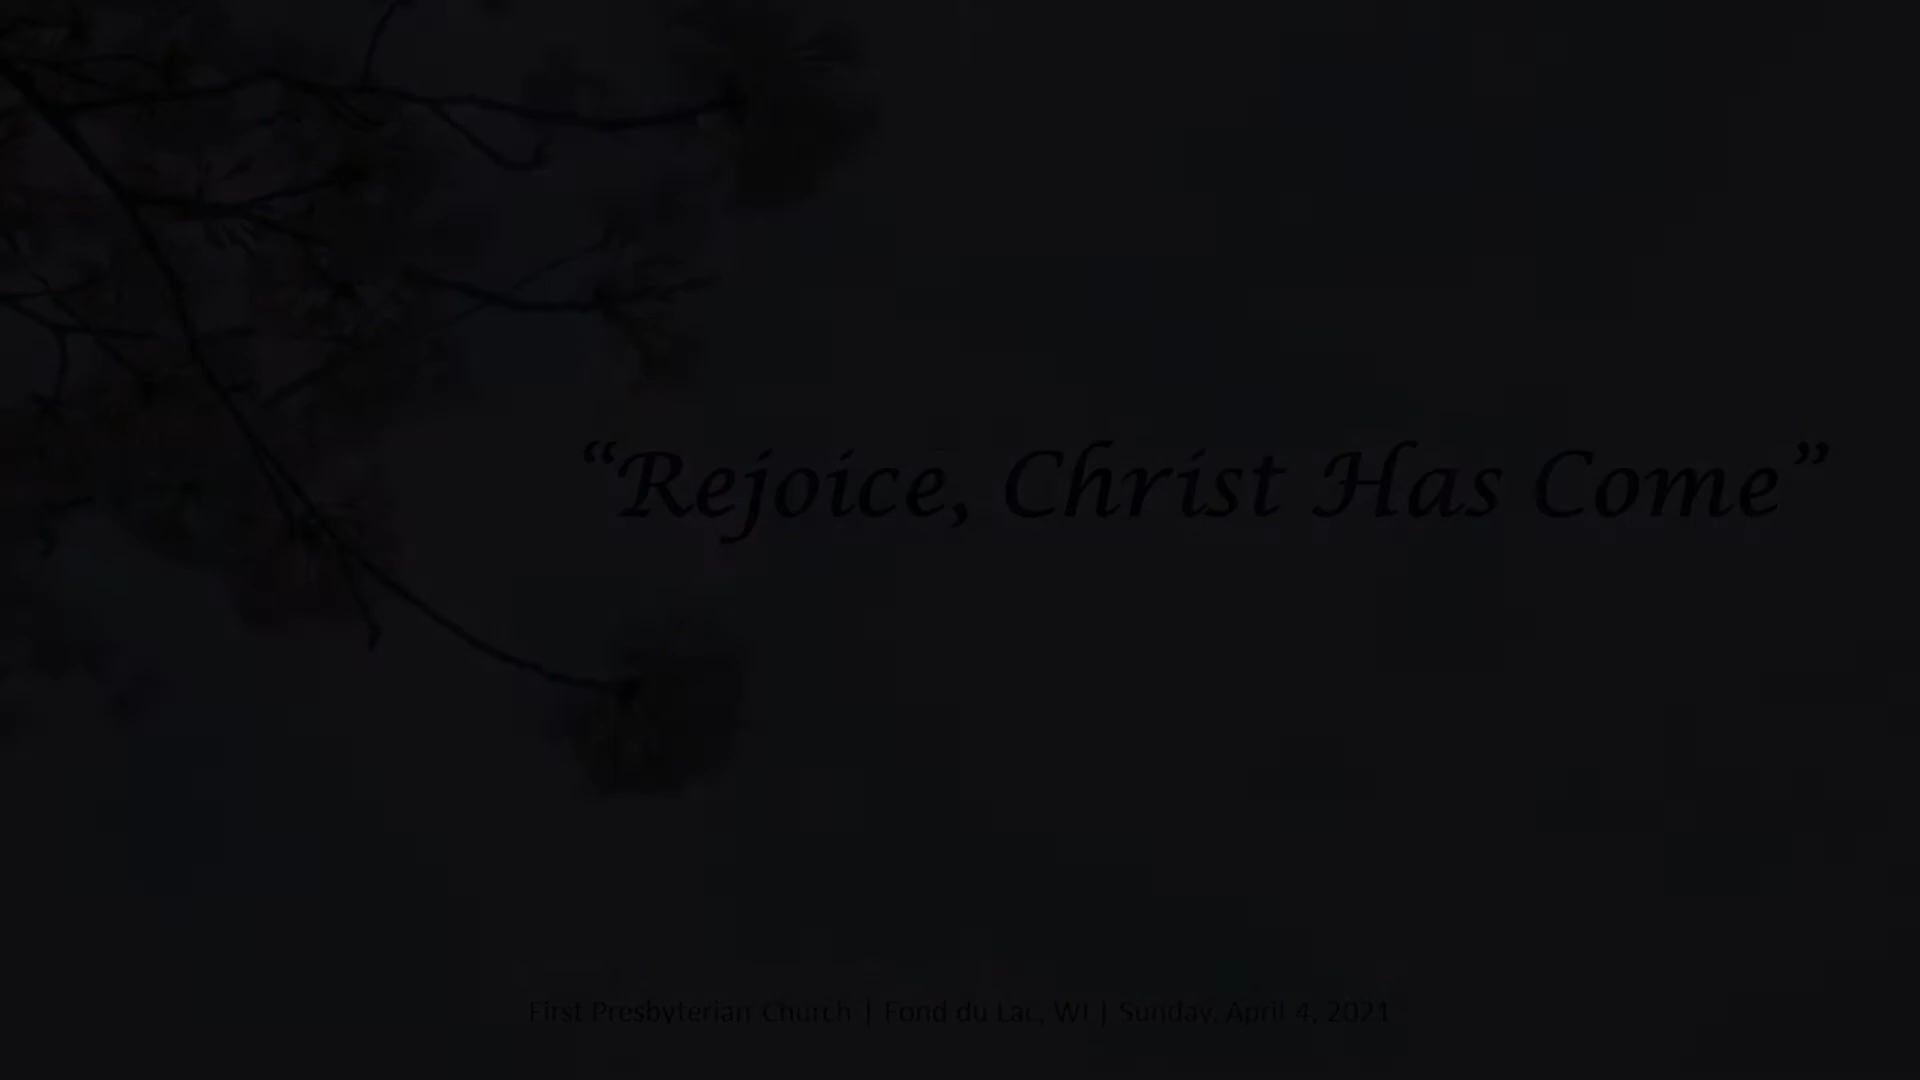 “Rejoice, Christ Has Come”
First Presbyterian Church | Fond du Lac, WI | Sunday, April 4, 2021